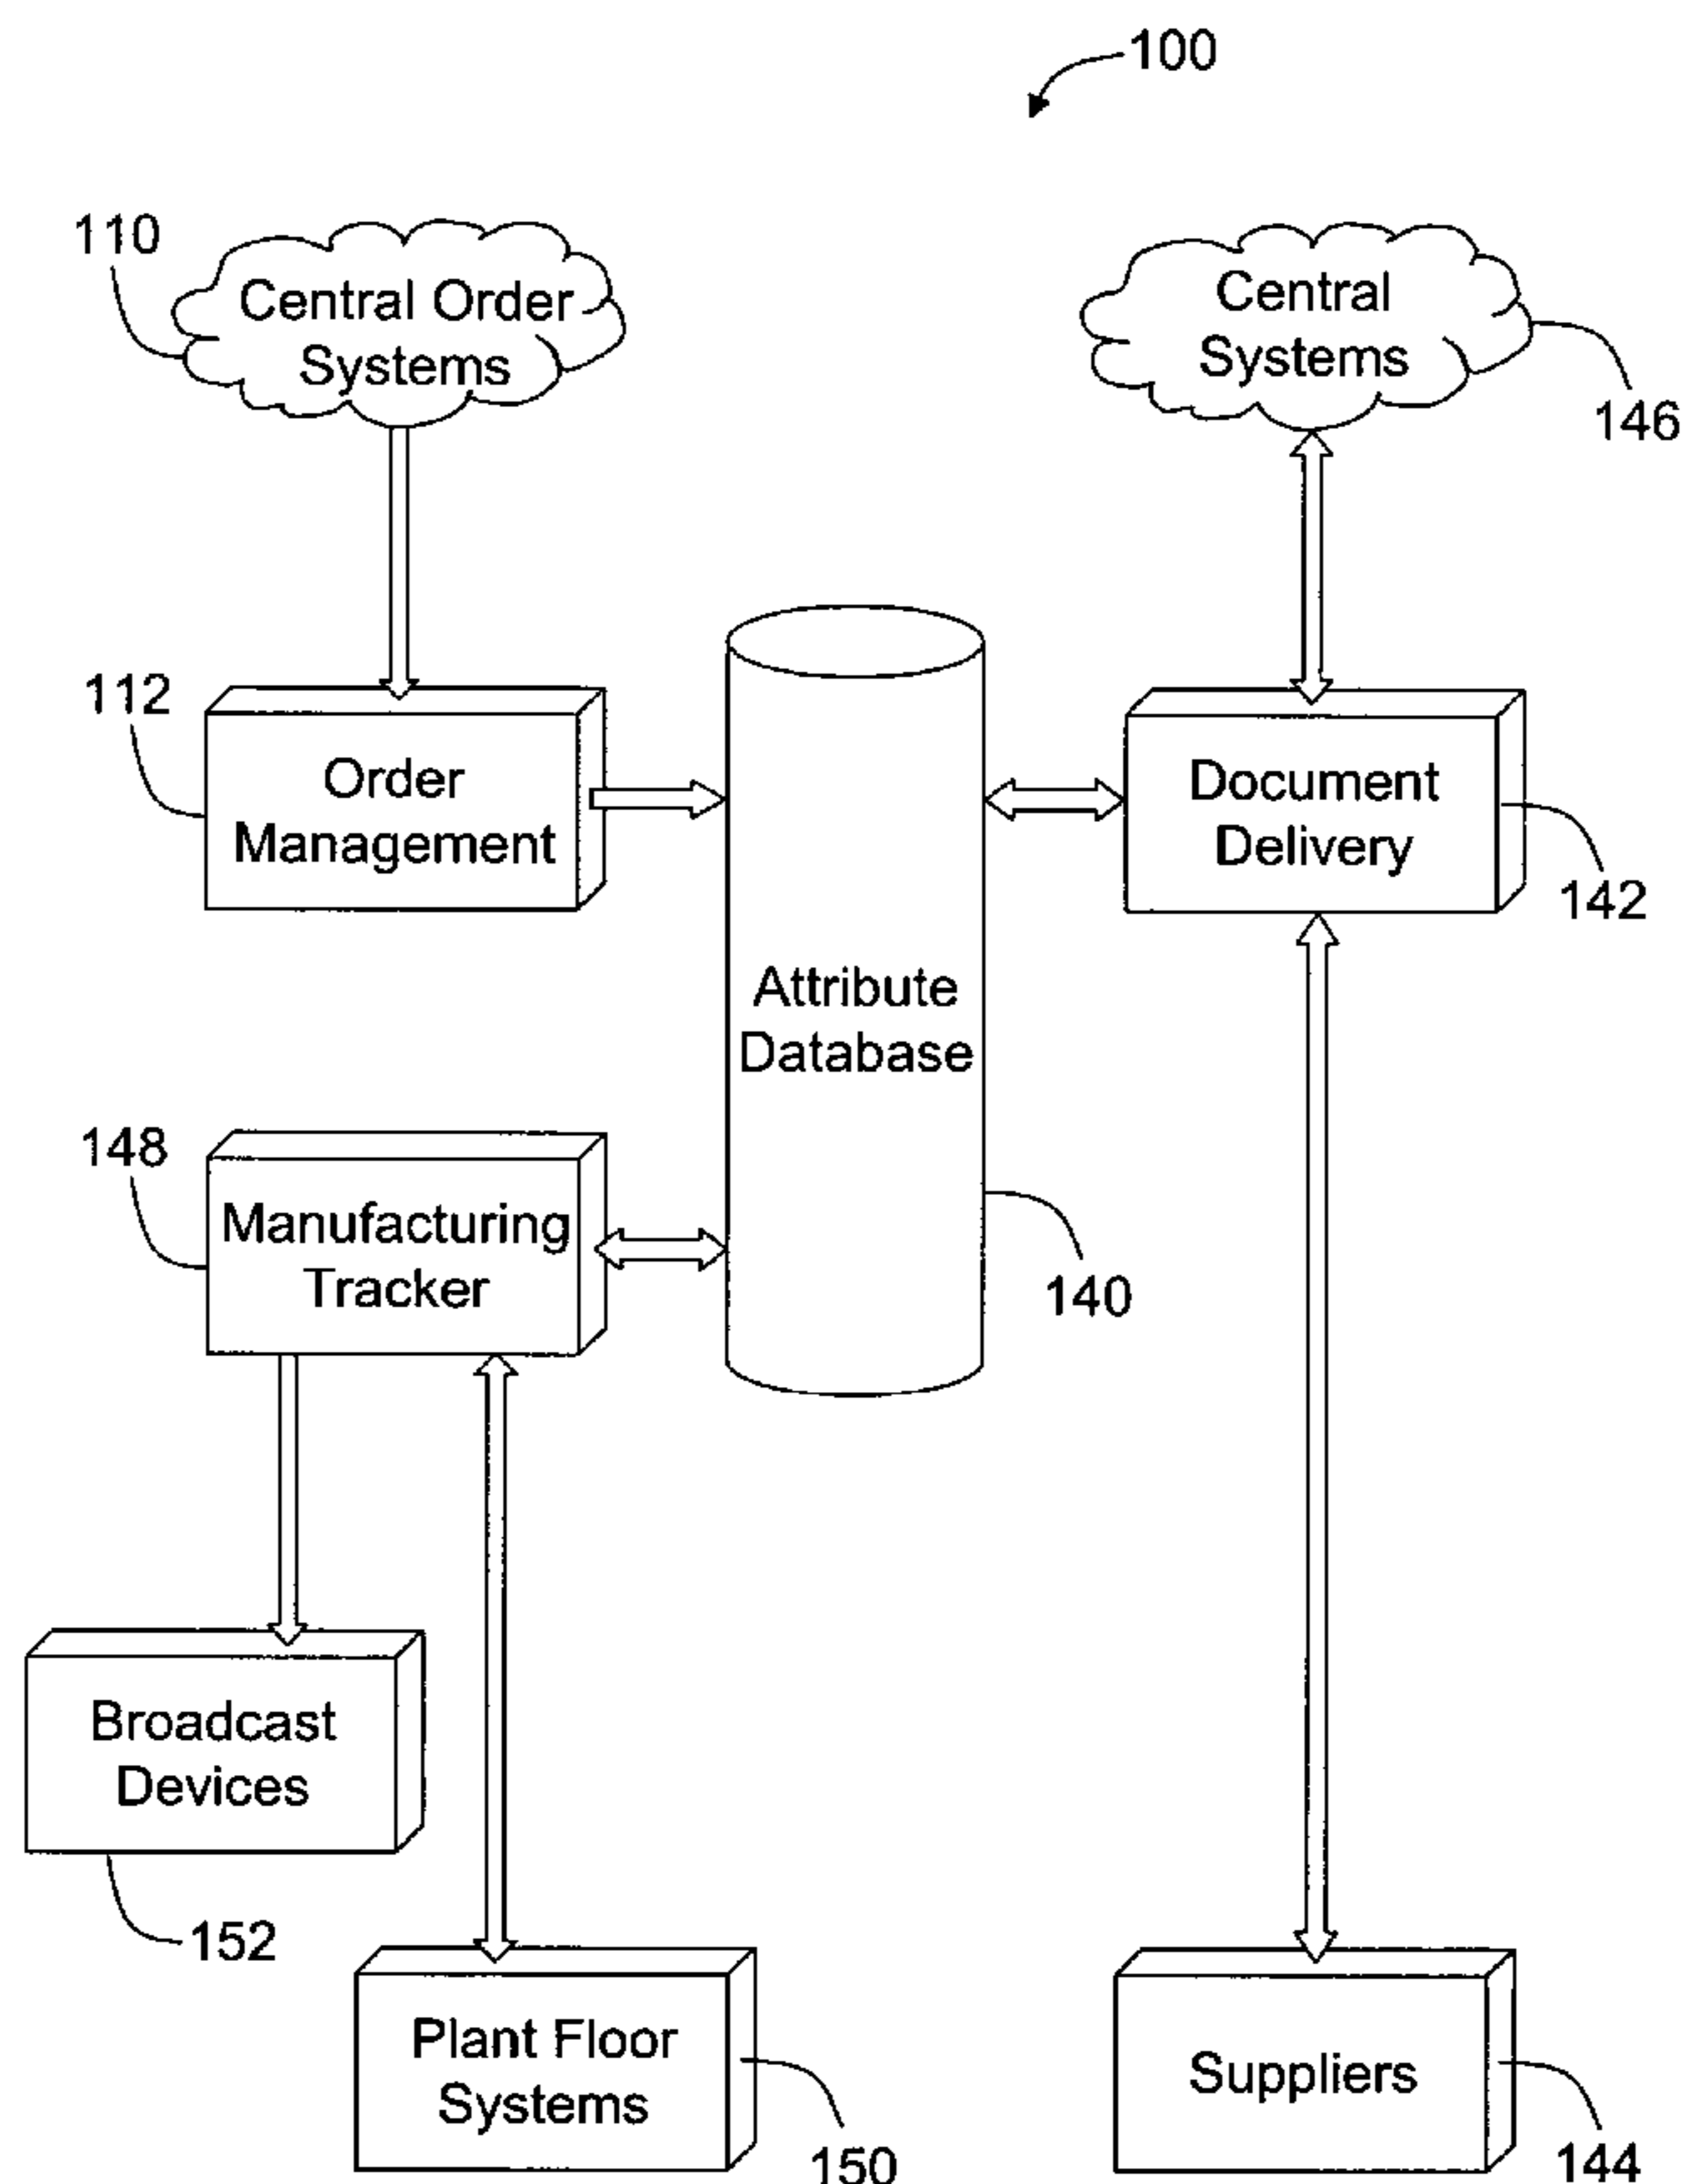 100
110
Central Order
Systems
Central
Systems
146
112
Order
Management
Document
Delivery
142
Attribute
Database
148
Manufacturing
Tracker
140
Broadcast
Devices
152
Plant Floor
Systems
150
Suppliers
144